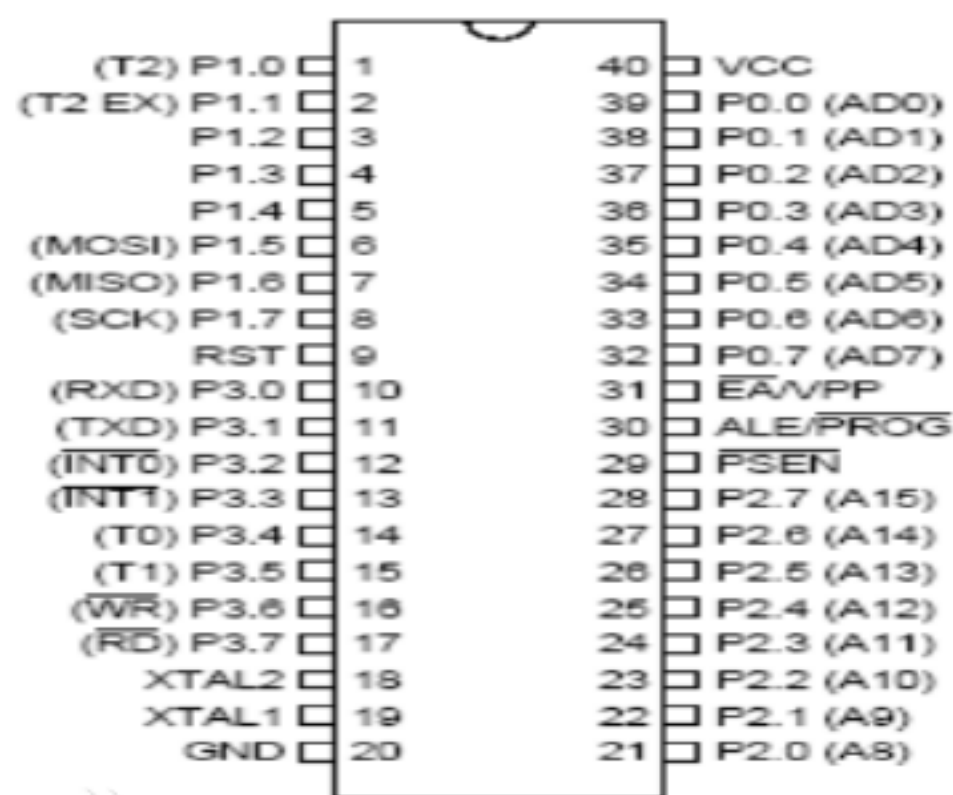 (T2) P1.0 1 40 VCC
(T2 EX) P1.1 2 39 P0.0 (AD0)
P1.2 3 38 P0.1 (AD1)
P1.3 4 37 P0.2 (AD2)
P1.4 5 36 P0.3 (AD3)
(MOSI) P1.5 6 35 P0.4 (AD4)
(MISO) P1.6 7 34 P0.5 (AD5)
(SCK) P1.7 8 33 P0.6 (AD6)
RST 9 32 P0.7 (AD7)
(RXD) P3.0 10 31 E̅A̅/VPP
(TXD) P3.1 11 30 ALE/P̅R̅O̅G̅
(I̅N̅T̅0̅) P3.2 12 29 P̅S̅E̅N̅
(I̅N̅T̅1̅) P3.3 13 28 P2.7 (A15)
(T0) P3.4 14 27 P2.6 (A14)
(T1) P3.5 15 26 P2.5 (A13)
(W̅R̅) P3.6 16 25 P2.4 (A12)
(R̅D̅) P3.7 17 24 P2.3 (A11)
XTAL2 18 23 P2.2 (A10)
XTAL1 19 22 P2.1 (A9)
GND 20 21 P2.0 (A8)